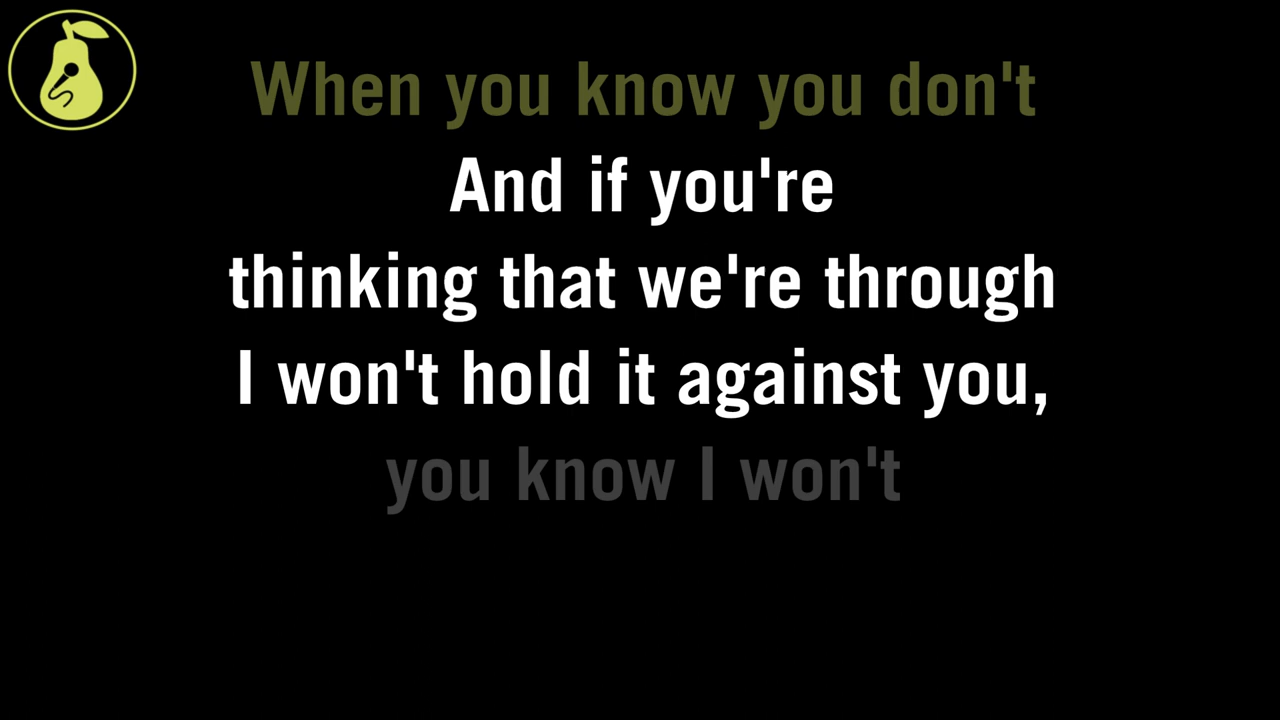 When you know you don't
And if you're
thinking that we're through
I won't hold it against you,
you know I won't